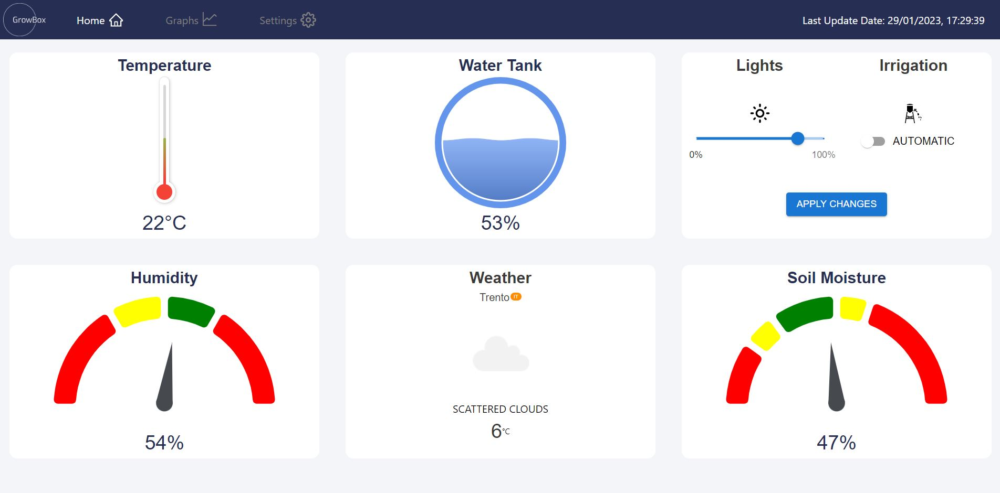 GrowBox
Home
Graphs
Settings
Last Update Date: 29/01/2023, 17:29:39
Temperature
22°C
Water Tank
53%
Lights
Irrigation
0%
100%
AUTOMATIC
APPLY CHANGES
Humidity
54%
Weather
Trento IT
SCATTERED CLOUDS
6°C
Soil Moisture
47%